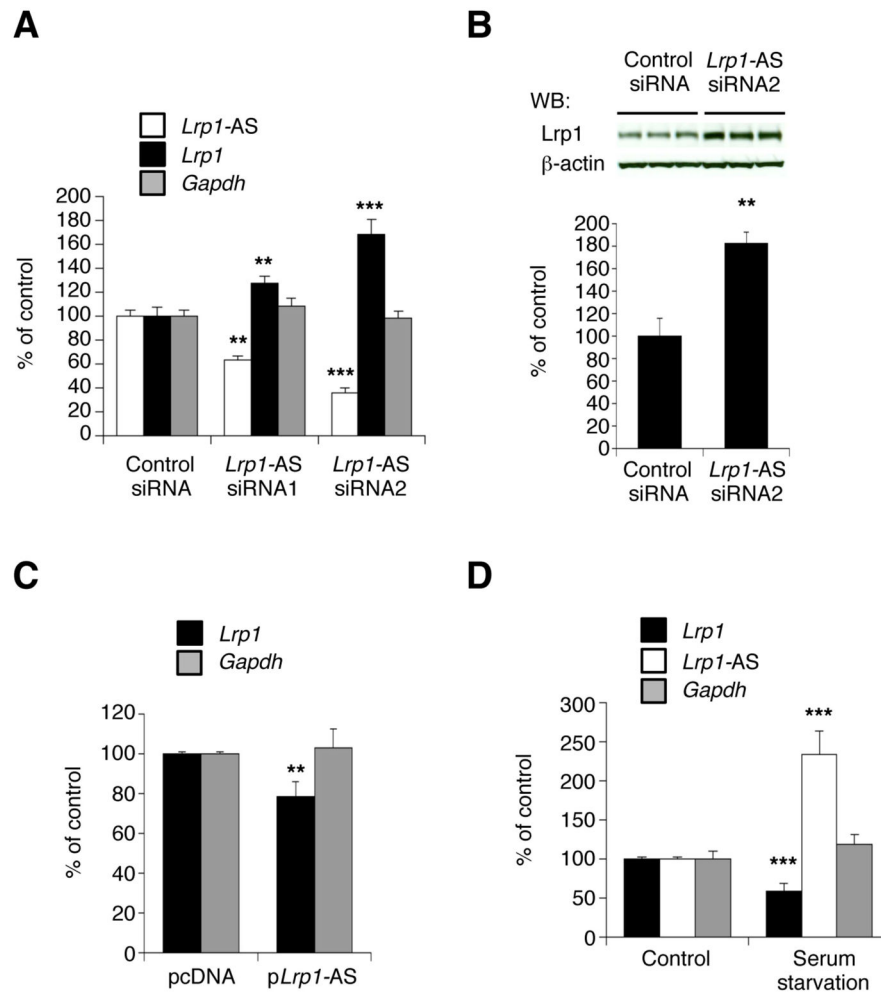 A
Lrp1-AS
Lrp1
Gapdh
200
180
160
140
120
100
80
60
40
20
0
% of control
**
**
***
***
Control
siRNA
Lrp1-AS
siRNA1
Lrp1-AS
siRNA2
B
Control
siRNA
Lrp1-AS
siRNA2
WB:
Lrp1
β-actin
**
200
180
160
140
120
100
80
60
40
20
0
% of control
Control
siRNA
Lrp1-AS
siRNA2
C
Lrp1
Gapdh
120
100
80
60
40
20
0
% of control
**
pcDNA
pLrp1-AS
D
Lrp1
Lrp1-AS
Gapdh
300
250
200
150
100
50
0
% of control
***
***
Control
Serum
starvation